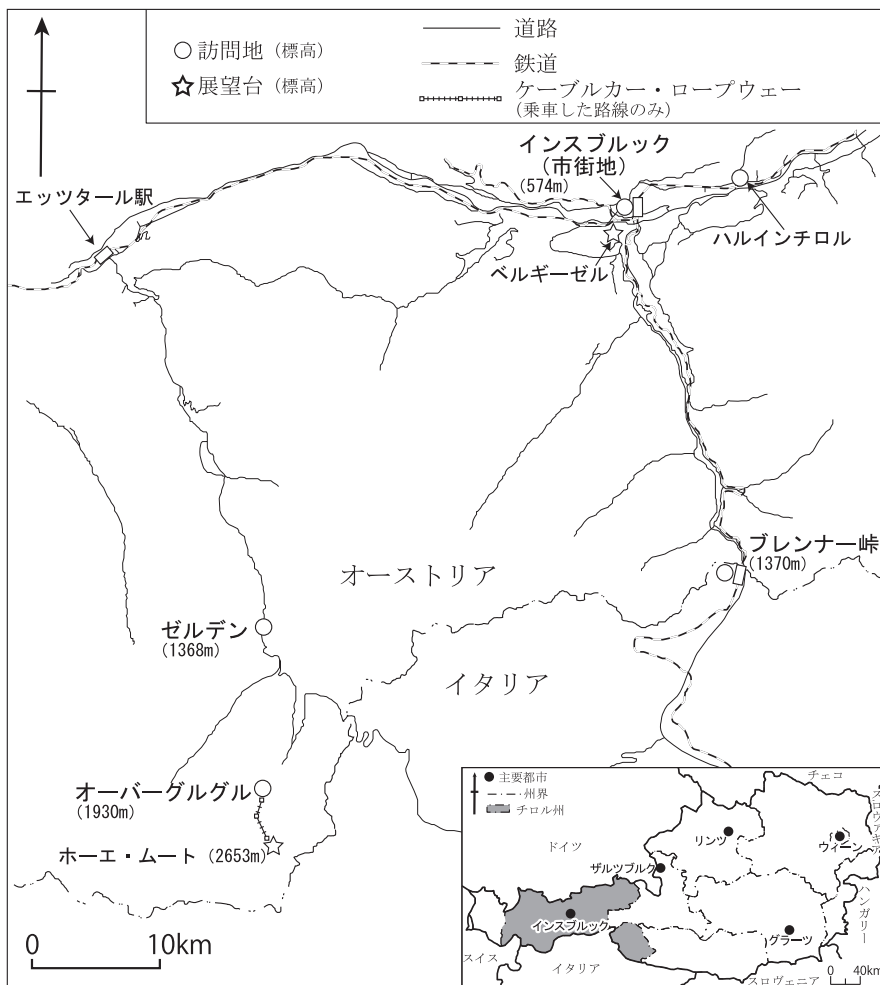 訪問地（標高）
展望台（標高）
道路
鉄道
ケーブルカー・ロープウェー
（乗車した路線のみ）
インスブルック
（市街地）
(574m)
エッツタール駅
ハルインチロル
ベルギーゼル
ブレンナー峠
(1370m)
オーストリア
ゼルデン
(1368m)
イタリア
オーバーグルグル
(1930m)
ホーエ・ムート (2653m)
0 10km
主要都市
州界
チロル州
チェコ
スロヴァキア
ドイツ
リンツ
ウィーン
ザルツブルク
ハンガリー
インスブルック
グラーツ
スイス
イタリア
スロヴェニア
0 40km